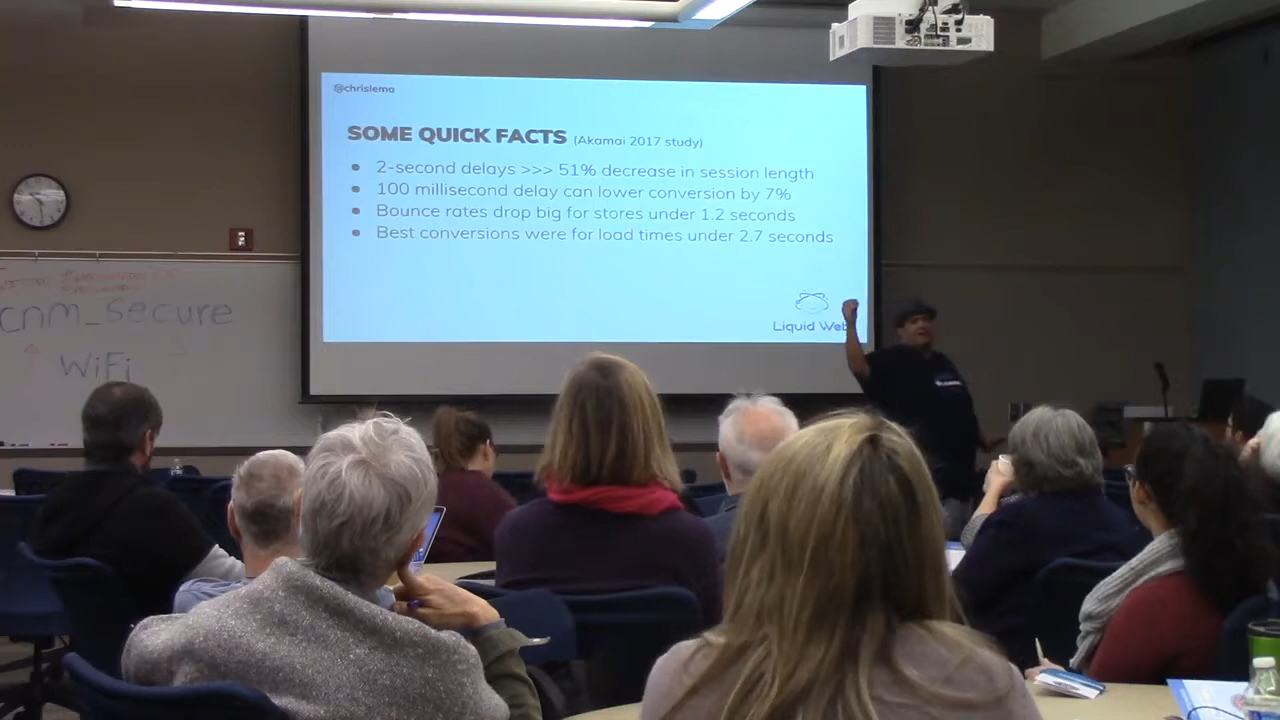 @chrislema
SOME QUICK FACTS (Akamai 2017 study)
• 2-second delays >>> 51% decrease in session length
• 100 millisecond delay can lower conversion by 7%
• Bounce rates drop big for stores under 1.2 seconds
• Best conversions were for load times under 2.7 seconds
Liquid Web
cnm_secure
WiFi